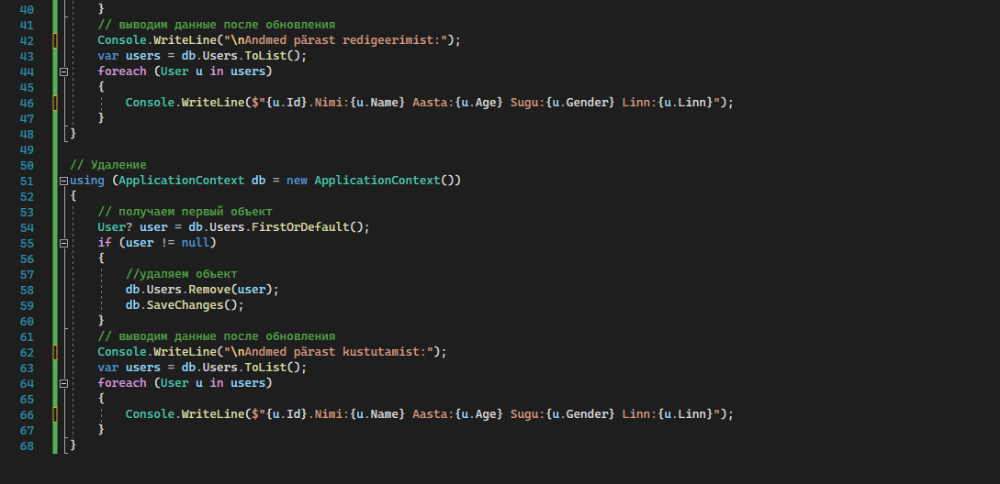 40 }
41 // выводим данные после обновления
42 Console.WriteLine("\nAndmed pärast redigeerimist:");
43 var users = db.Users.ToList();
44 foreach (User u in users)
45 {
46 Console.WriteLine($"{u.Id}.Nimi:{u.Name} Aasta:{u.Age} Sugu:{u.Gender} Linn:{u.Linn}");
47 }
48 }
49
50 // Удаление
51 using (ApplicationContext db = new ApplicationContext())
52 {
53 // получаем первый объект
54 User? user = db.Users.FirstOrDefault();
55 if (user != null)
56 {
57 //удаляем объект
58 db.Users.Remove(user);
59 db.SaveChanges();
60 }
61 // выводим данные после обновления
62 Console.WriteLine("\nAndmed pärast kustutamist:");
63 var users = db.Users.ToList();
64 foreach (User u in users)
65 {
66 Console.WriteLine($"{u.Id}.Nimi:{u.Name} Aasta:{u.Age} Sugu:{u.Gender} Linn:{u.Linn}");
67 }
68 }